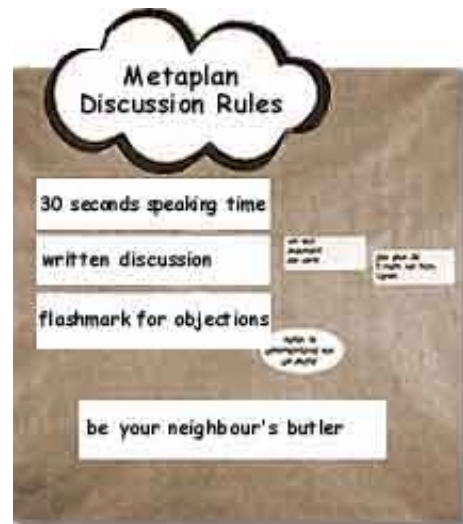 Metaplan
Discussion Rules
30 seconds speaking time
written discussion
flashmark for objections
be your neighbour's butler